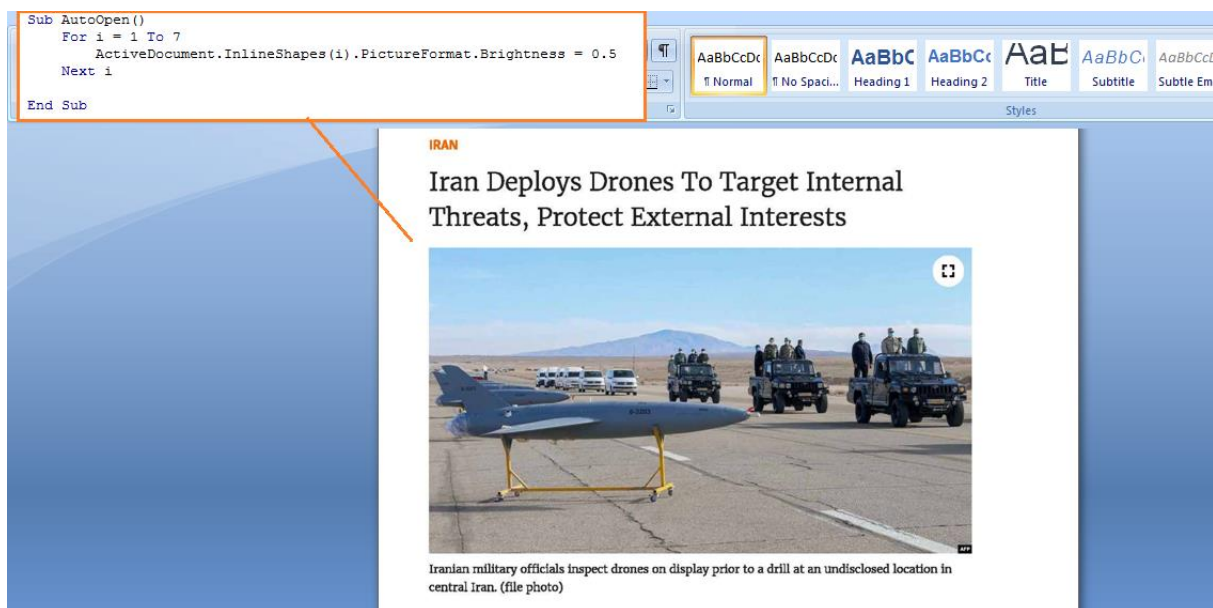 Sub AutoOpen()
For i = 1 To 7
ActiveDocument.InlineShapes(i).PictureFormat.Brightness = 0.5
Next i
End Sub
¶
AaBbCcDc AaBbCcDc AaBbC AaBbCc AaB AaBbCc AaBbCcD
¶ Normal ¶ No Spaci... Heading 1 Heading 2 Title Subtitle Subtle Em
Styles
IRAN
Iran Deploys Drones To Target Internal
Threats, Protect External Interests
AFP
Iranian military officials inspect drones on display prior to a drill at an undisclosed location in
central Iran. (file photo)